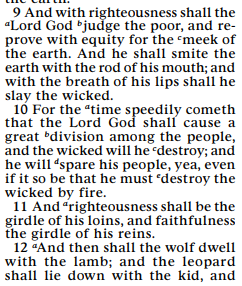 the earth.
9 And with righteousness shall the
ᵃLord God ᵇjudge the poor, and re-
prove with equity for the ᶜmeek of
the earth. And he shall smite the
earth with the rod of his mouth; and
with the breath of his lips shall he
slay the wicked.
10 For the ᵃtime speedily cometh
that the Lord God shall cause a
great ᵇdivision among the people,
and the wicked will he ᶜdestroy; and
he will ᵈspare his people, yea, even
if it so be that he must ᵉdestroy the
wicked by fire.
11 And ᵃrighteousness shall be the
girdle of his loins, and faithfulness
the girdle of his reins.
12 ᵃAnd then shall the wolf dwell
with the lamb; and the leopard
shall lie down with the kid, and